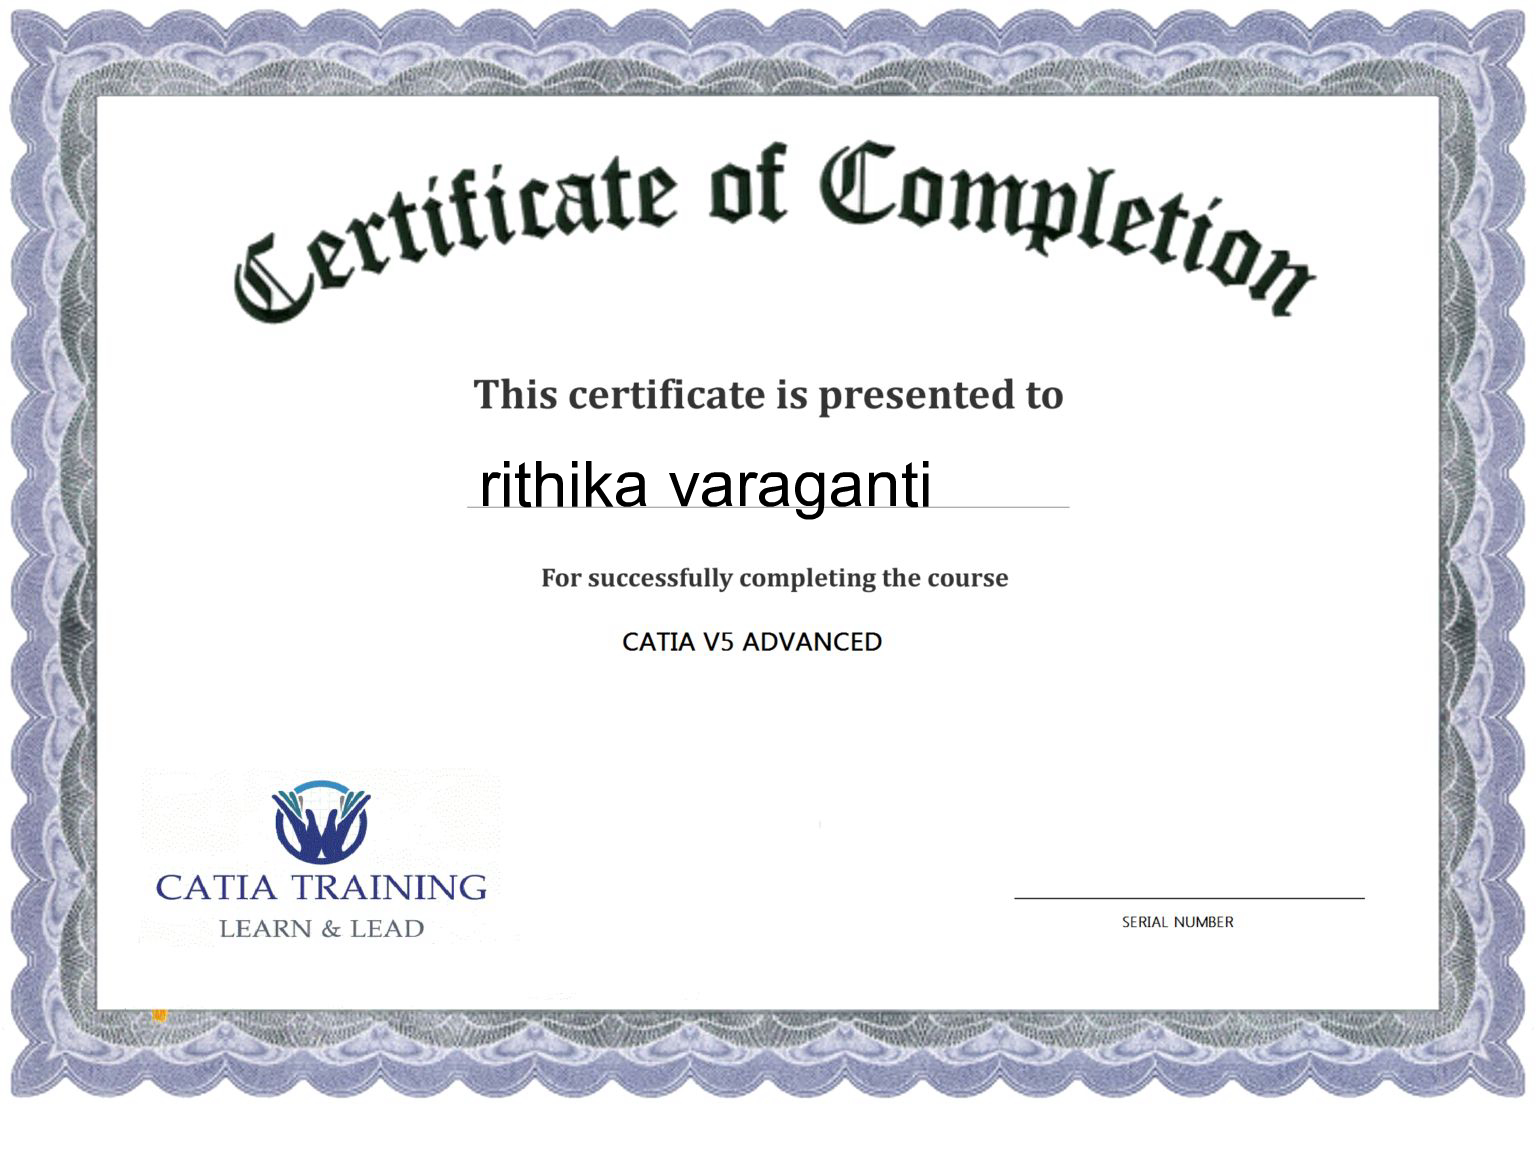 Certificate of Completion
This certificate is presented to
rithika varaganti
For successfully completing the course
CATIA V5 ADVANCED
CATIA TRAINING
LEARN & LEAD
SERIAL NUMBER